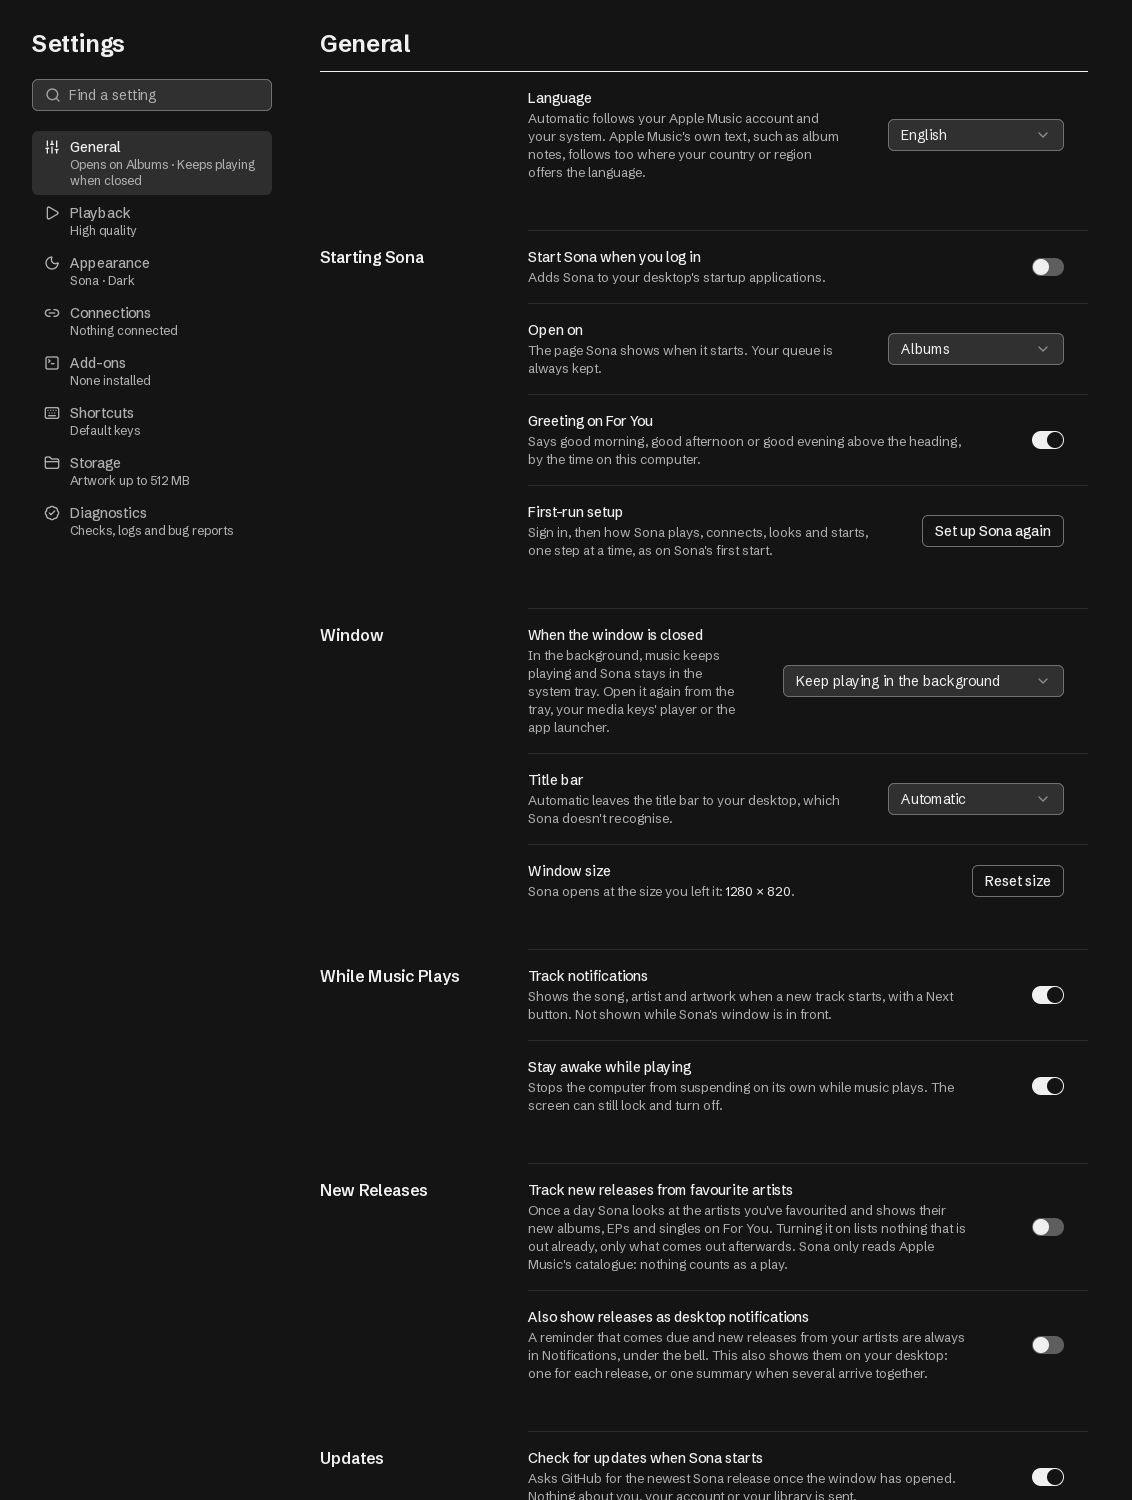 Settings
Find a setting
General
Opens on Albums · Keeps playing
when closed
Playback
High quality
Appearance
Sona · Dark
Connections
Nothing connected
Add-ons
None installed
Shortcuts
Default keys
Storage
Artwork up to 512 MB
Diagnostics
Checks, logs and bug reports
General
Language
Automatic follows your Apple Music account and
your system. Apple Music's own text, such as album
notes, follows too where your country or region
offers the language.
English
Starting Sona
Start Sona when you log in
Adds Sona to your desktop's startup applications.
Open on
The page Sona shows when it starts. Your queue is
always kept.
Albums
Greeting on For You
Says good morning, good afternoon or good evening above the heading,
by the time on this computer.
First-run setup
Sign in, then how Sona plays, connects, looks and starts,
one step at a time, as on Sona's first start.
Set up Sona again
Window
When the window is closed
In the background, music keeps
playing and Sona stays in the
system tray. Open it again from the
tray, your media keys' player or the
app launcher.
Keep playing in the background
Title bar
Automatic leaves the title bar to your desktop, which
Sona doesn't recognise.
Automatic
Window size
Sona opens at the size you left it: 1280 × 820.
Reset size
While Music Plays
Track notifications
Shows the song, artist and artwork when a new track starts, with a Next
button. Not shown while Sona's window is in front.
Stay awake while playing
Stops the computer from suspending on its own while music plays. The
screen can still lock and turn off.
New Releases
Track new releases from favourite artists
Once a day Sona looks at the artists you've favourited and shows their
new albums, EPs and singles on For You. Turning it on lists nothing that is
out already, only what comes out afterwards. Sona only reads Apple
Music's catalogue: nothing counts as a play.
Also show releases as desktop notifications
A reminder that comes due and new releases from your artists are always
in Notifications, under the bell. This also shows them on your desktop:
one for each release, or one summary when several arrive together.
Updates
Check for updates when Sona starts
Asks GitHub for the newest Sona release once the window has opened.
Nothing about you, your account or your library is sent.